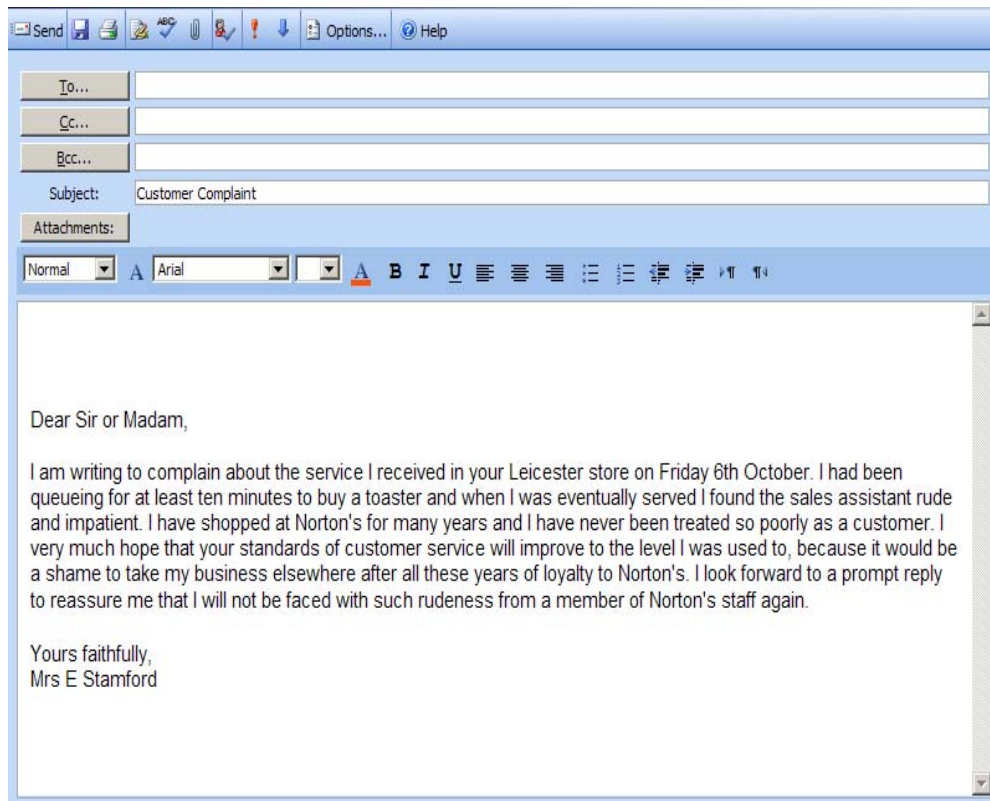 Send ABC Options... Help
To...
Cc...
Bcc...
Subject: Customer Complaint
Attachments:
Normal A Arial A B I U
Dear Sir or Madam,
I am writing to complain about the service I received in your Leicester store on Friday 6th October. I had been
queueing for at least ten minutes to buy a toaster and when I was eventually served I found the sales assistant rude
and impatient. I have shopped at Norton's for many years and I have never been treated so poorly as a customer. I
very much hope that your standards of customer service will improve to the level I was used to, because it would be
a shame to take my business elsewhere after all these years of loyalty to Norton's. I look forward to a prompt reply
to reassure me that I will not be faced with such rudeness from a member of Norton's staff again.
Yours faithfully,
Mrs E Stamford